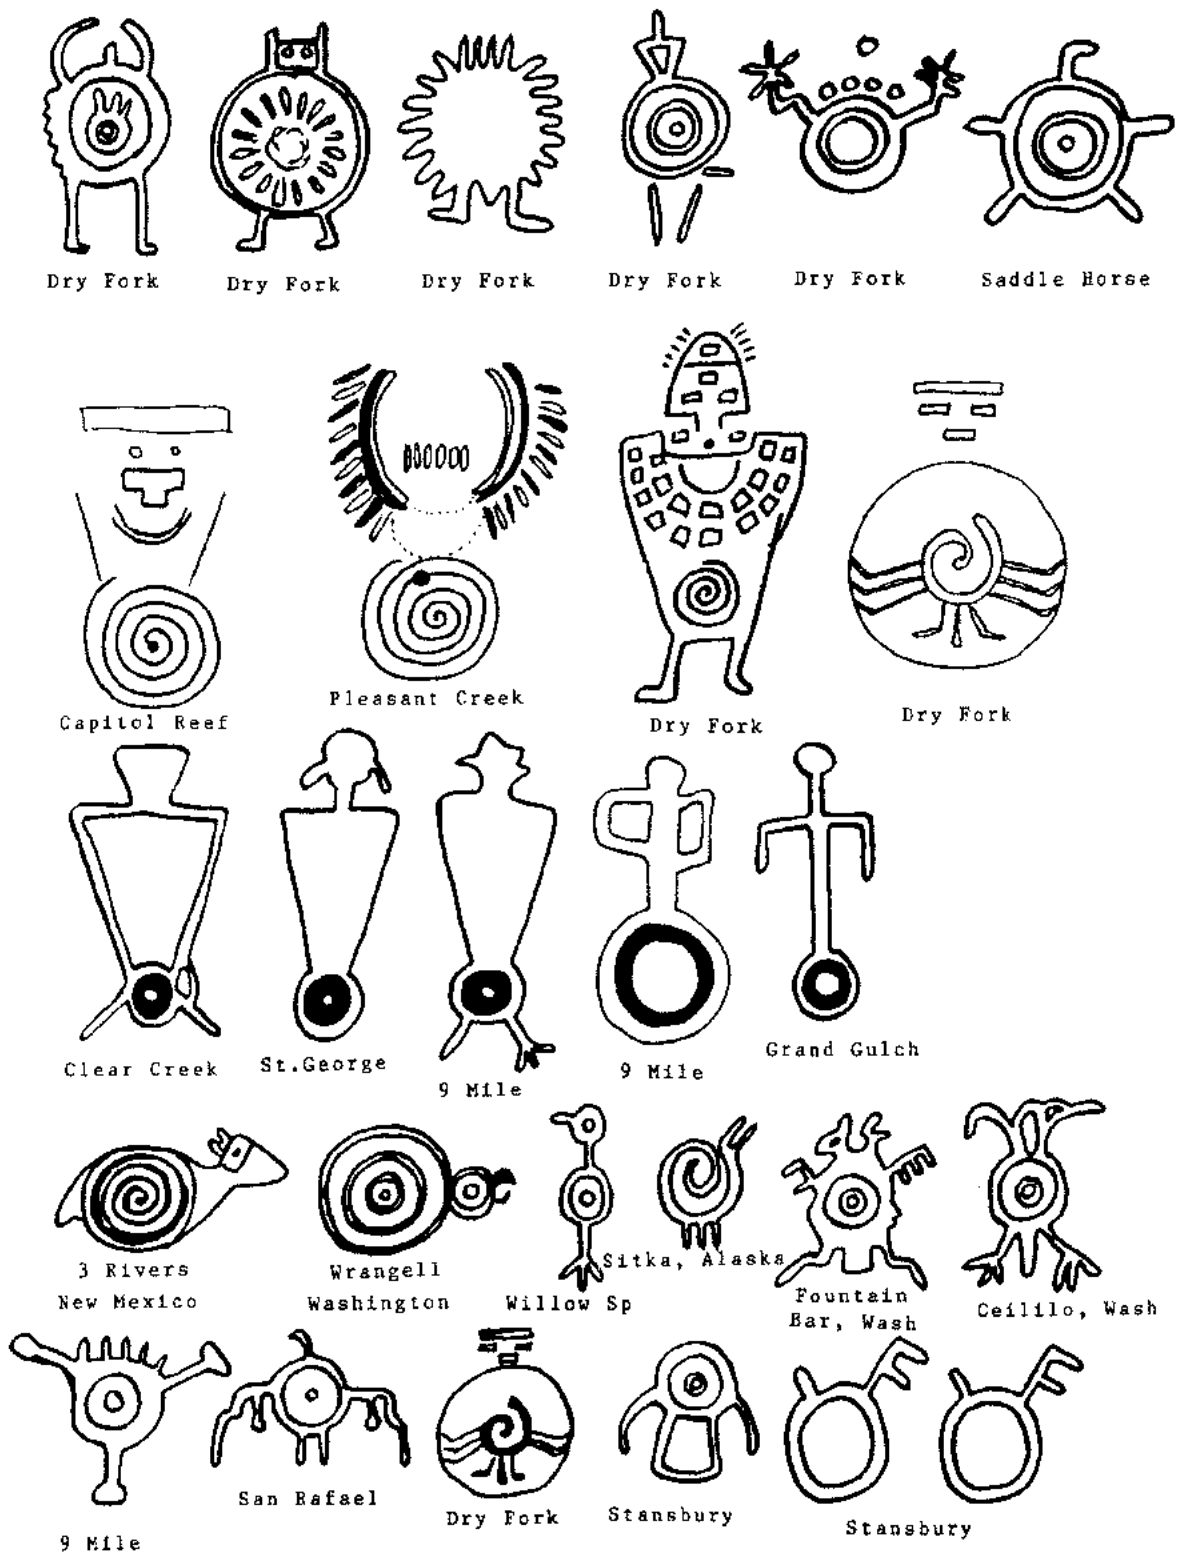 Dry Fork
Dry Fork
Dry Fork
Dry Fork
Dry Fork
Saddle Horse
Capitol Reef
Pleasant Creek
Dry Fork
Dry Fork
Clear Creek
St.George
9 Mile
9 Mile
Grand Gulch
3 Rivers
New Mexico
Wrangell
Washington
Willow Sp
Sitka, Alaska
Fountain
Bar, Wash
Ceililo, Wash
9 Mile
San Rafael
Dry Fork
Stansbury
Stansbury